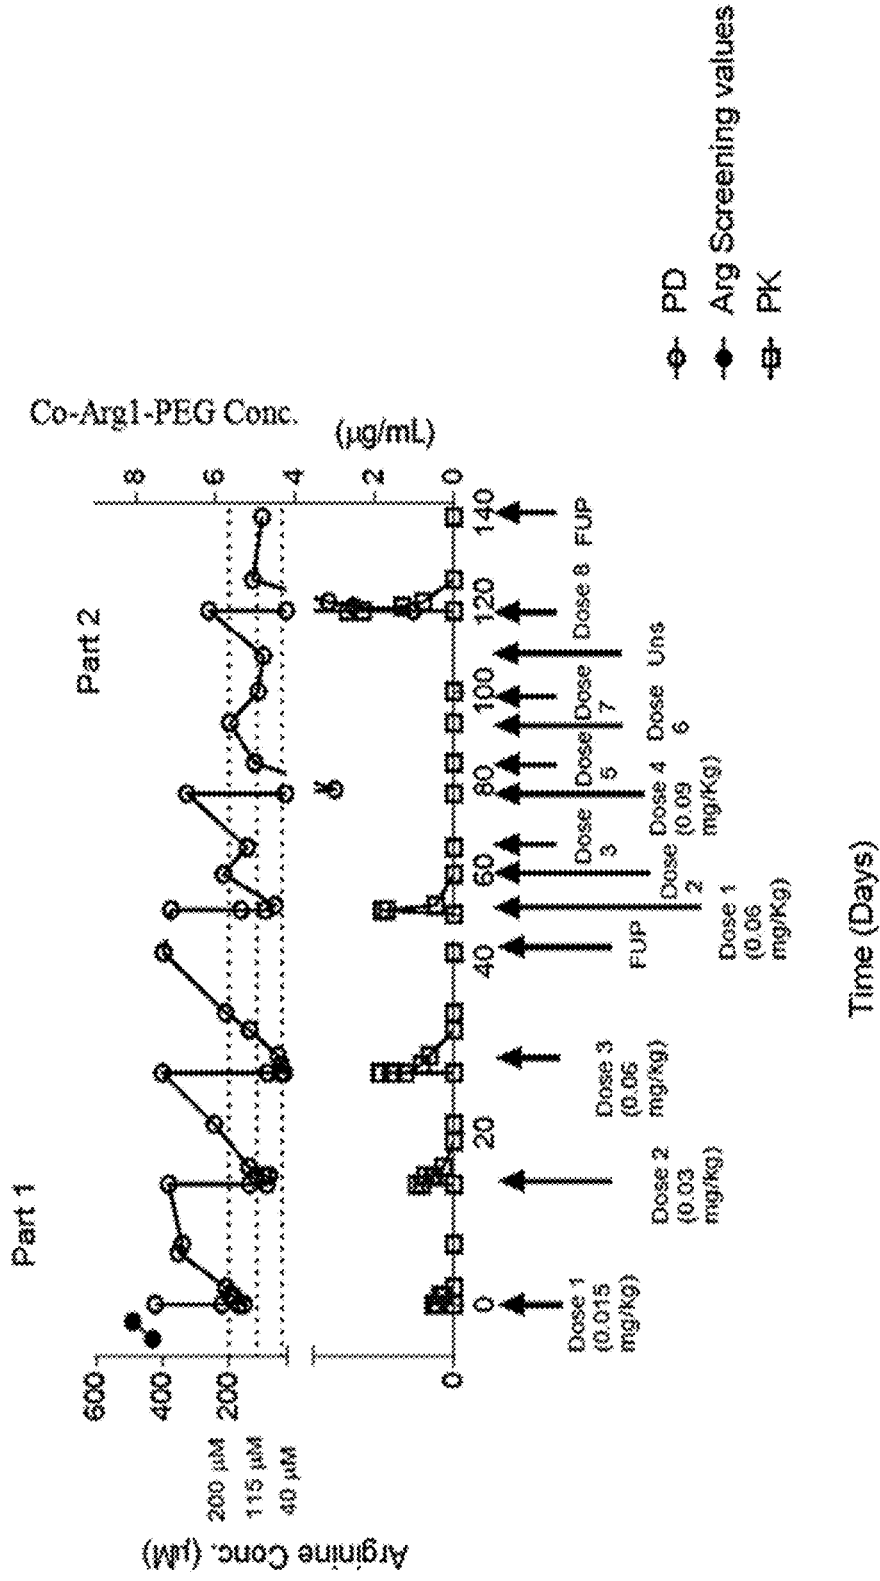 Part 1
Part 2
Arginine Conc. (µM)
600
400
200
0
200 µM
115 µM
40 µM
Co-Arg1-PEG Conc.
(µg/mL)
8
6
4
2
0
0
20
40
60
80
100
120
140
Dose 1
(0.015
mg/kg)
Dose 2
(0.03
mg/kg)
Dose 3
(0.06
mg/kg)
FUP
Dose 1
(0.06
mg/Kg)
Dose
2
Dose
3
Dose 4
(0.09
mg/Kg)
Dose
5
Dose
6
Dose
7
Uns
Dose 8
FUP
Time (Days)
PD
Arg Screening values
PK